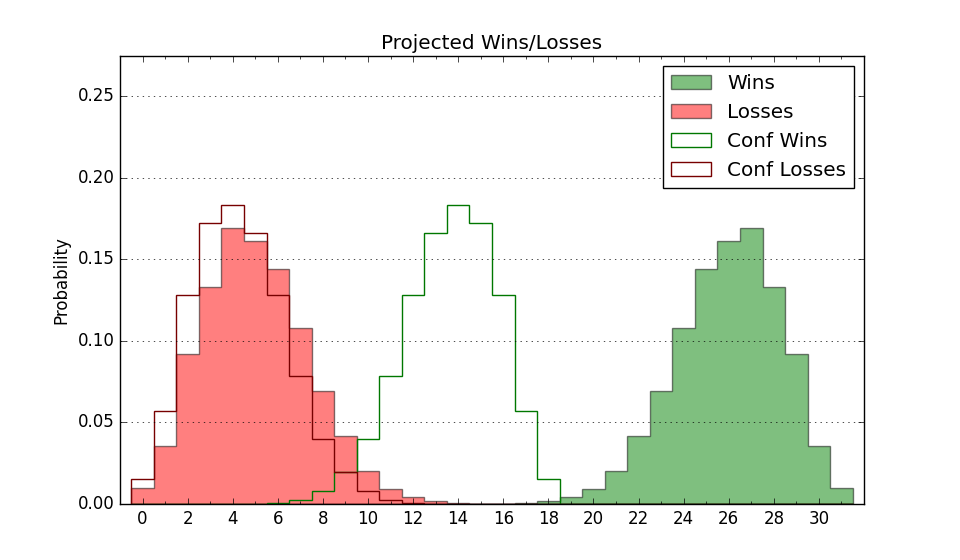 Projected Wins/Losses
0.25
0.20
0.15
0.10
0.05
0.00
Probability
Wins
Losses
Conf Wins
Conf Losses
0 2 4 6 8 10 12 14 16 18 20 22 24 26 28 30